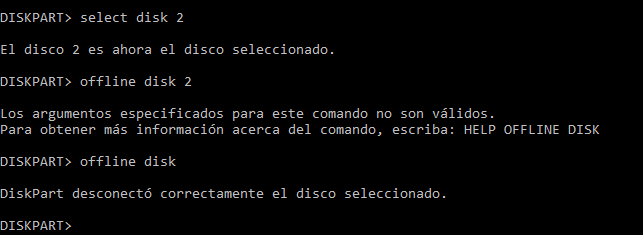 DISKPART> select disk 2
El disco 2 es ahora el disco seleccionado.
DISKPART> offline disk 2
Los argumentos especificados para este comando no son válidos.
Para obtener más información acerca del comando, escriba: HELP OFFLINE DISK
DISKPART> offline disk
DiskPart desconectó correctamente el disco seleccionado.
DISKPART>